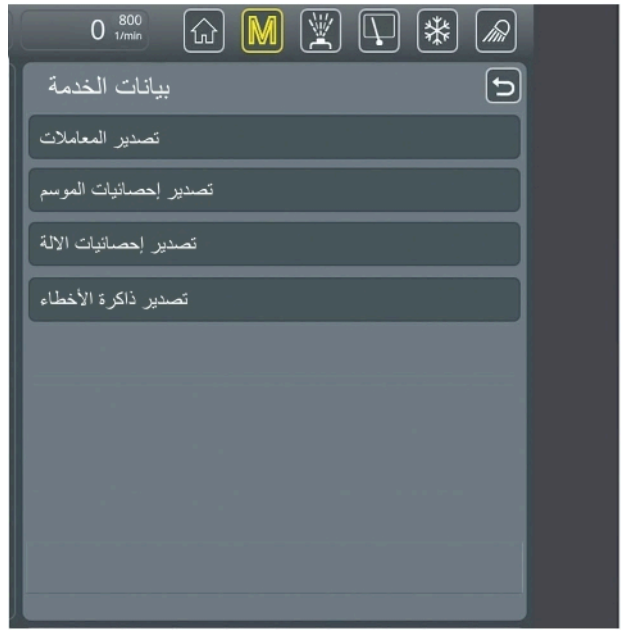 0 800 1/min M
بيانات الخدمة
تصدير المعاملات
تصدير إحصائيات الموسم
تصدير إحصائيات الالة
تصدير ذاكرة الأخطاء